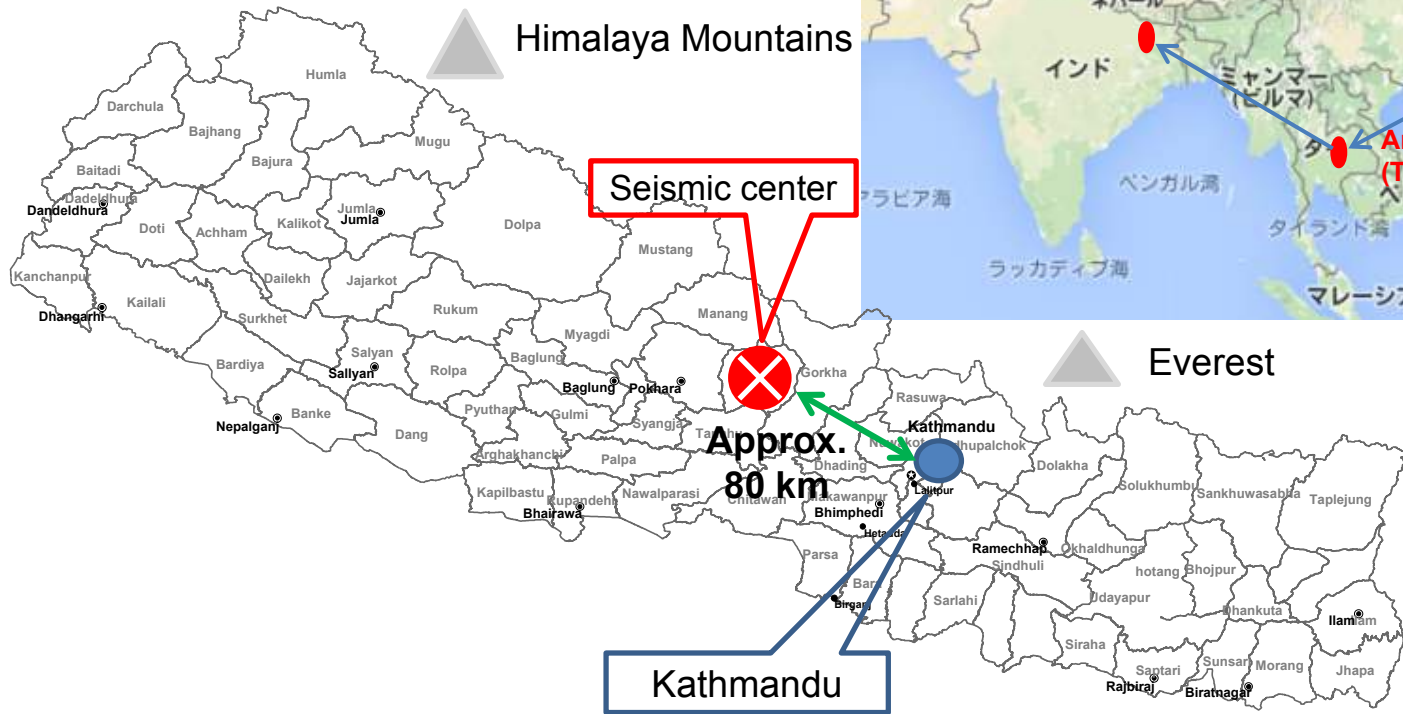 Himalaya Mountains
インド
ミャンマー
(ビルマ)
アラビア海
ベンガル湾
タイランド湾
ラッカディブ海
マレーシア
Humla
Darchula
Bajhang
Mugu
Bajura
Baitadi
Dadeldhura
Dandeldhura
Seismic center
Jumla
Jumla
Kalikot
Dolpa
Doti
Achham
Mustang
Kanchanpur
Dailekh
Jajarkot
Kailali
Dhangarhi
Surkhet
Rukum
Manang
Myagdi
Everest
Bardiya
Salyan
Sallyan
Rolpa
Baglung
Baglung
Pokhara
Gorkha
Rasuwa
Nepalganj
Banke
Pyuthan
Gulmi
Syangja
Kathmandu
Dang
Approx.
80 km
Arghakhanchi
Palpa
Dhading
Dolakha
Lalitpur
Solukhumbu
Sankhuwasabha
Taplejung
Kapilbastu
Rupandehi
Bhairawa
Nawalparasi
Chitawan
Makawanpur
Bhimphedi
Ramechhap
Okhaldhunga
Sindhuli
Parsa
hotang
Bhojpur
Bara
Birganj
Sarlahi
Udayapur
Dhankuta
Ilam
Siraha
Kathmandu
Saptari
Rajbiraj
Sunsari
Biratnagar
Morang
Jhapa